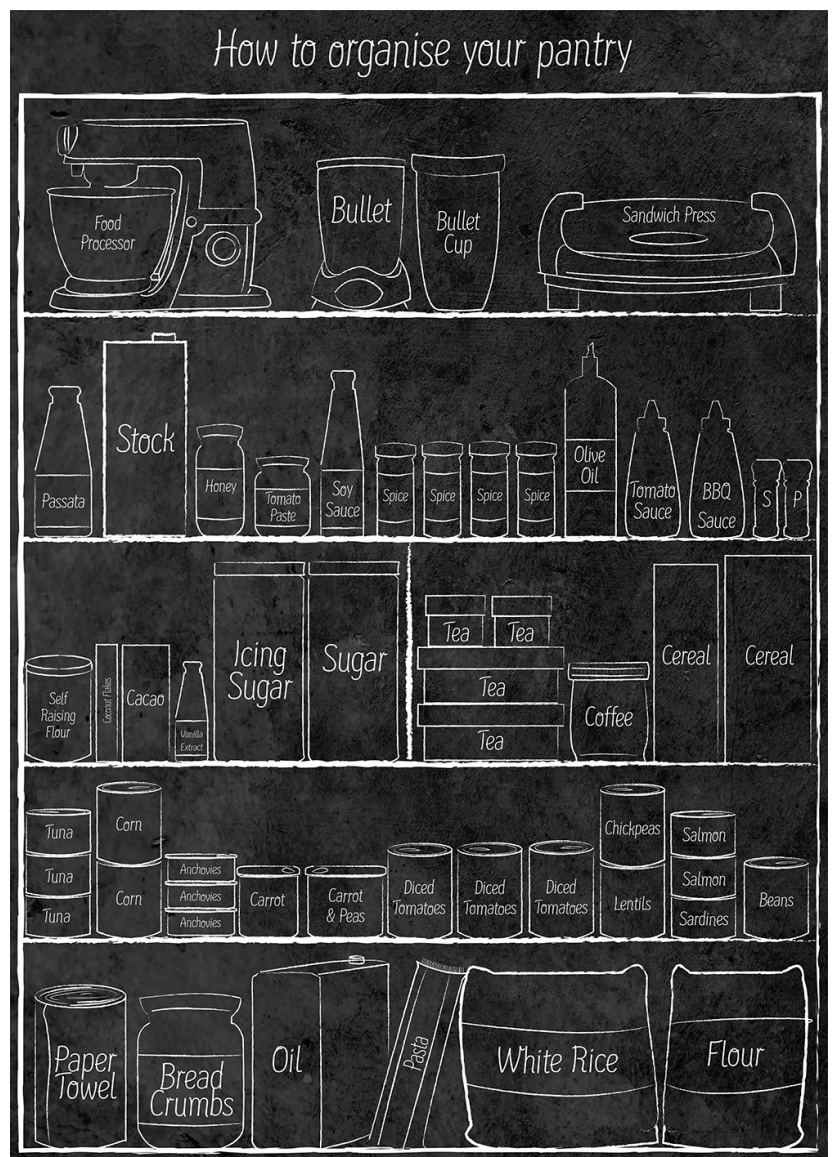 How to organise your pantry
Food
Processor
Bullet
Bullet
Cup
Sandwich Press
Passata
Stock
Honey
Tomato
Paste
Soy
Sauce
Spice
Spice
Spice
Spice
Olive
Oil
Tomato
Sauce
BBQ
Sauce
S
P
Self
Raising
Flour
Coconut Flakes
Cacao
Vanilla
Extract
Icing
Sugar
Sugar
Tea
Tea
Tea
Tea
Coffee
Cereal
Cereal
Tuna
Tuna
Tuna
Corn
Corn
Anchovies
Anchovies
Anchovies
Carrot
Carrot
& Peas
Diced
Tomatoes
Diced
Tomatoes
Diced
Tomatoes
Chickpeas
Lentils
Salmon
Salmon
Sardines
Beans
Paper
Towel
Bread
Crumbs
Oil
Pasta
White Rice
Flour